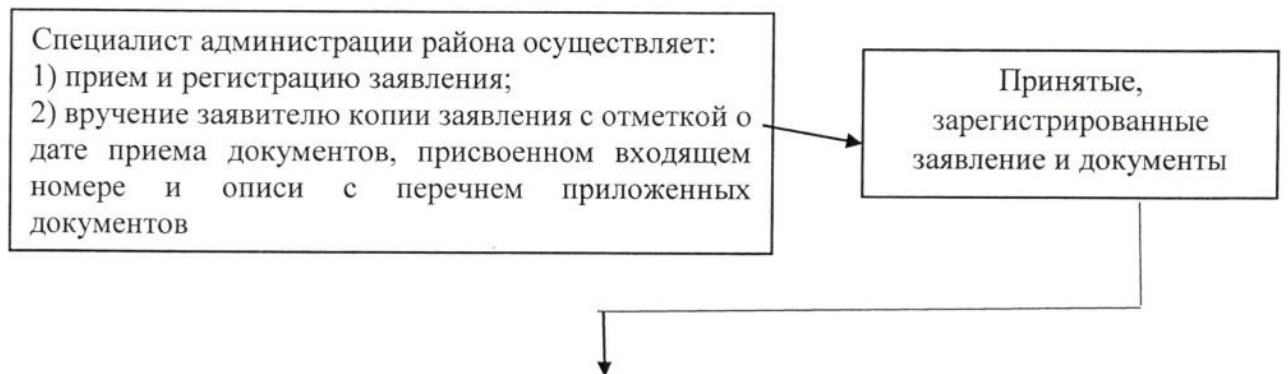 Специалист администрации района осуществляет:
1) прием и регистрацию заявления;
2) вручение заявителю копии заявления с отметкой о
дате приема документов, присвоенном входящем
номере и описи с перечнем приложенных
документов
Принятые,
зарегистрированные
заявление и документы